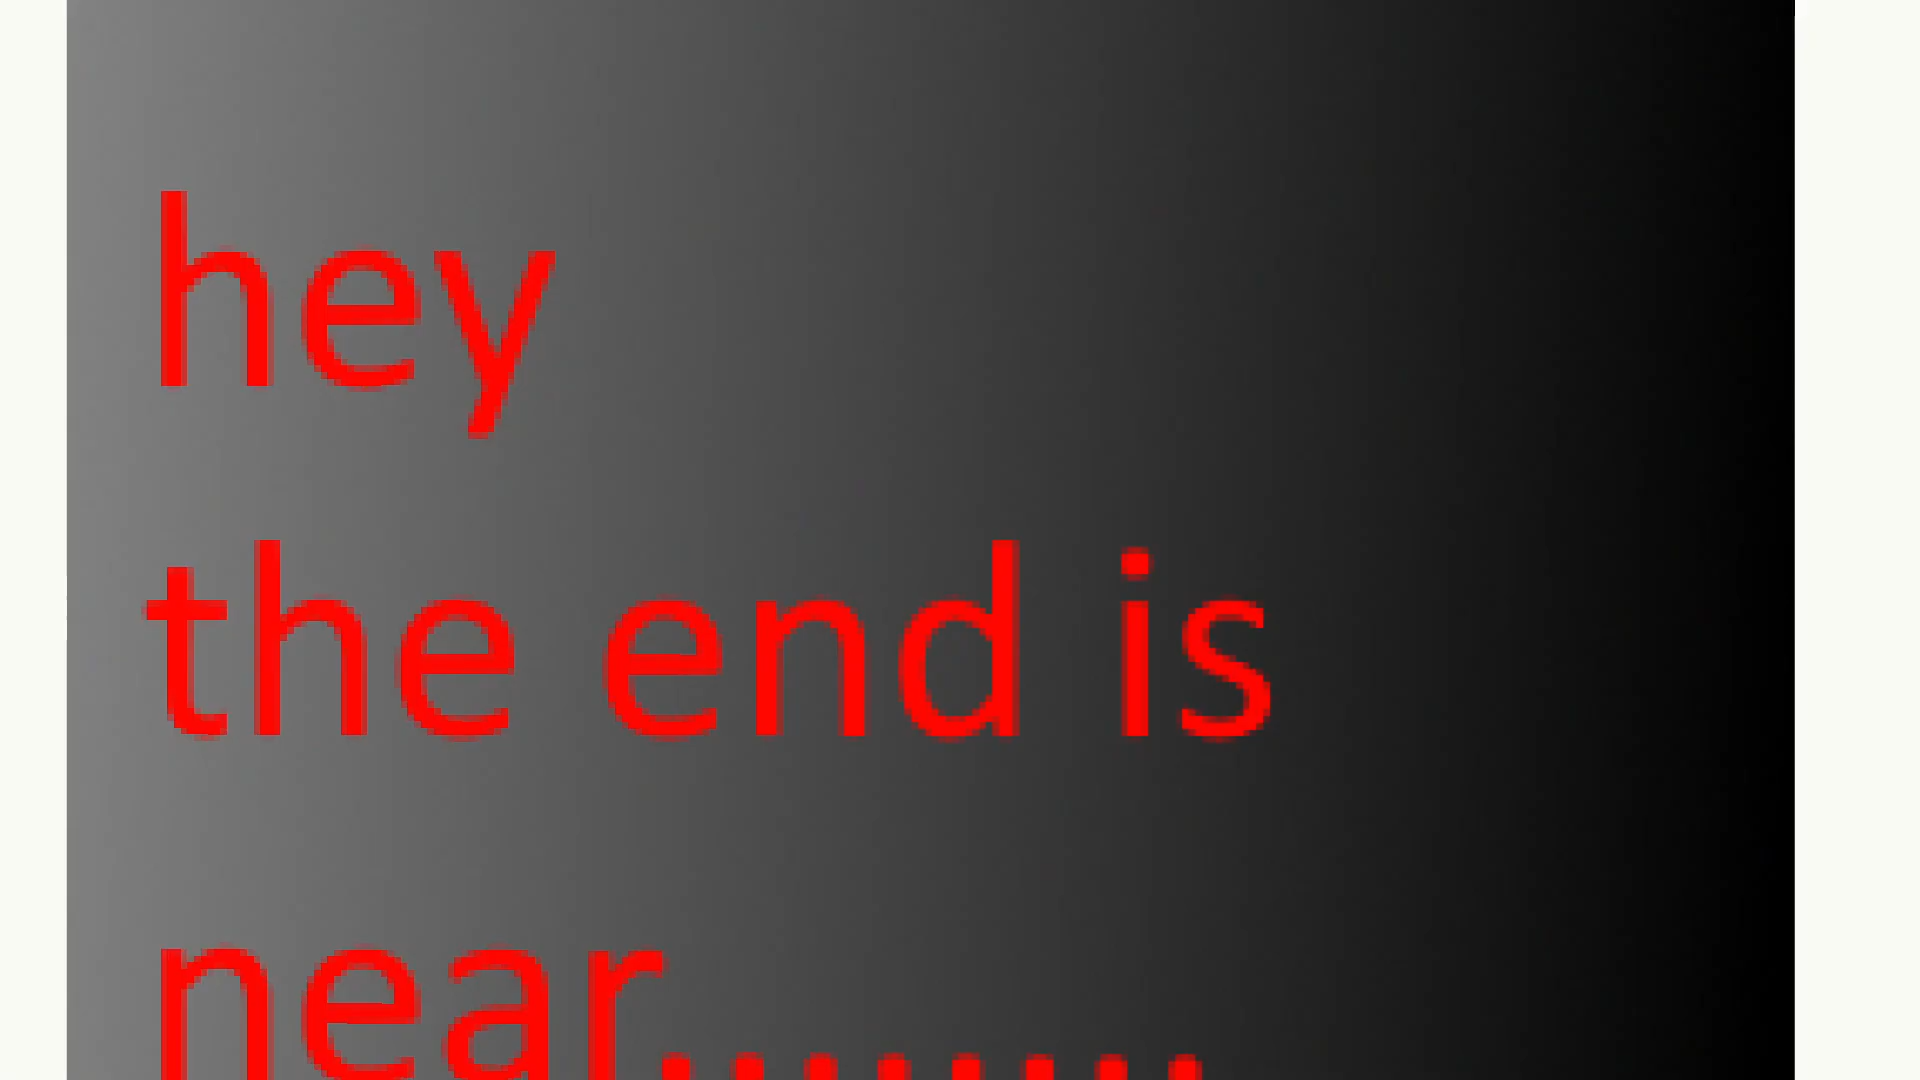 hey
the end is
near........